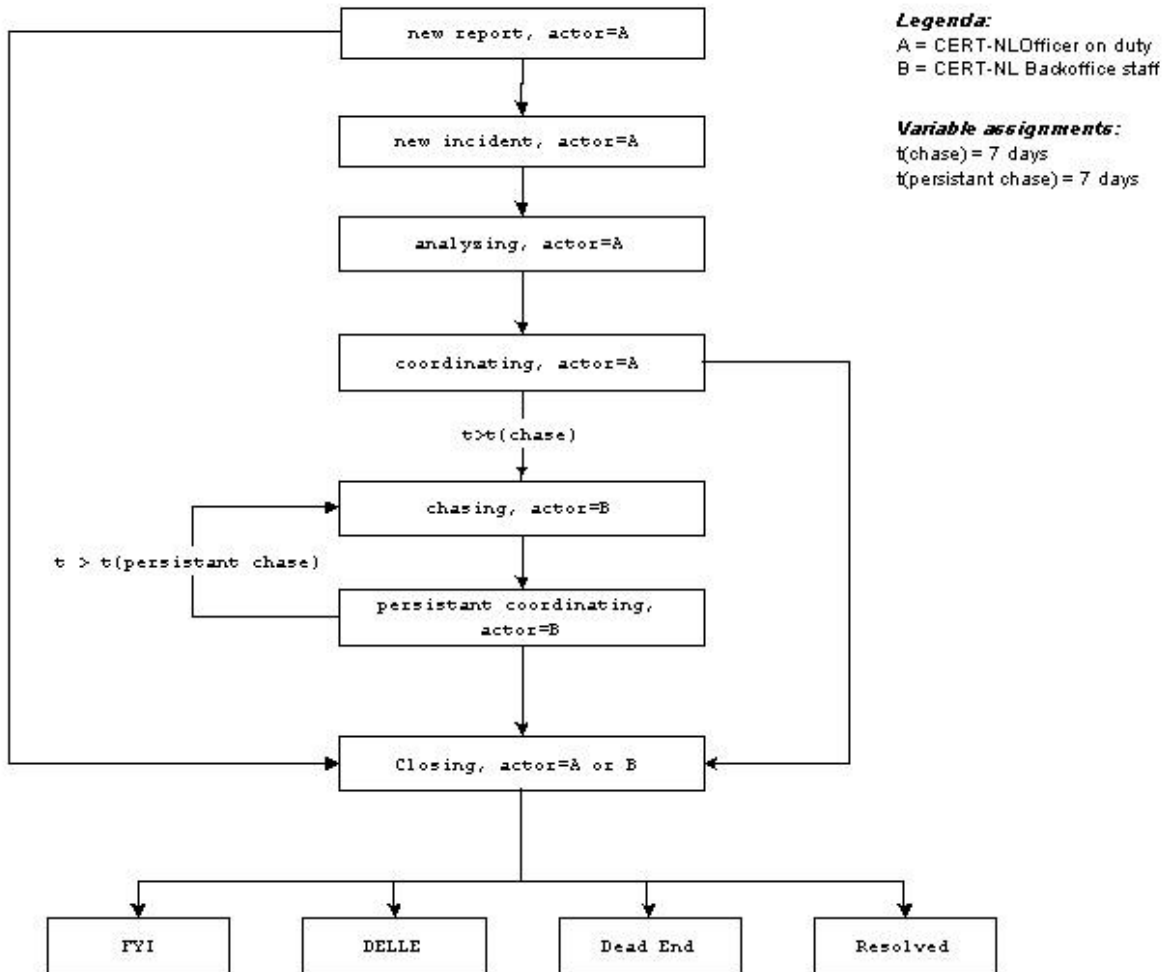 new report, actor=A
new incident, actor=A
analyzing, actor=A
coordinating, actor=A
t>t(chase)
chasing, actor=B
t > t(persistant chase)
persistant coordinating,
actor=B
Closing, actor=A or B
FYI
DELLE
Dead End
Resolved
Legenda:
A = CERT-NLOfficer on duty
B = CERT-NL Backoffice staff
Variable assignments:
t(chase) = 7 days
t(persistant chase) = 7 days